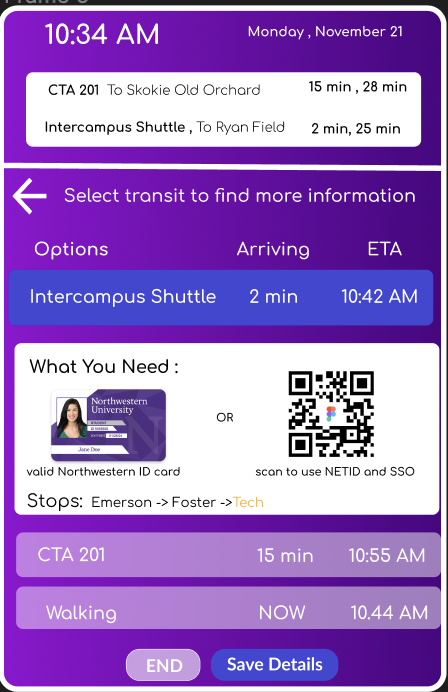 10:34 AM
Monday , November 21
CTA 201 To Skokie Old Orchard 15 min , 28 min
Intercampus Shuttle , To Ryan Field 2 min, 25 min
Select transit to find more information
Options Arriving ETA
Intercampus Shuttle 2 min 10:42 AM
What You Need :
Northwestern
University
STUDENT
Jane Doe
OR
valid Northwestern ID card
scan to use NETID and SSO
Stops: Emerson -> Foster ->Tech
CTA 201 15 min 10:55 AM
Walking NOW 10.44 AM
END Save Details